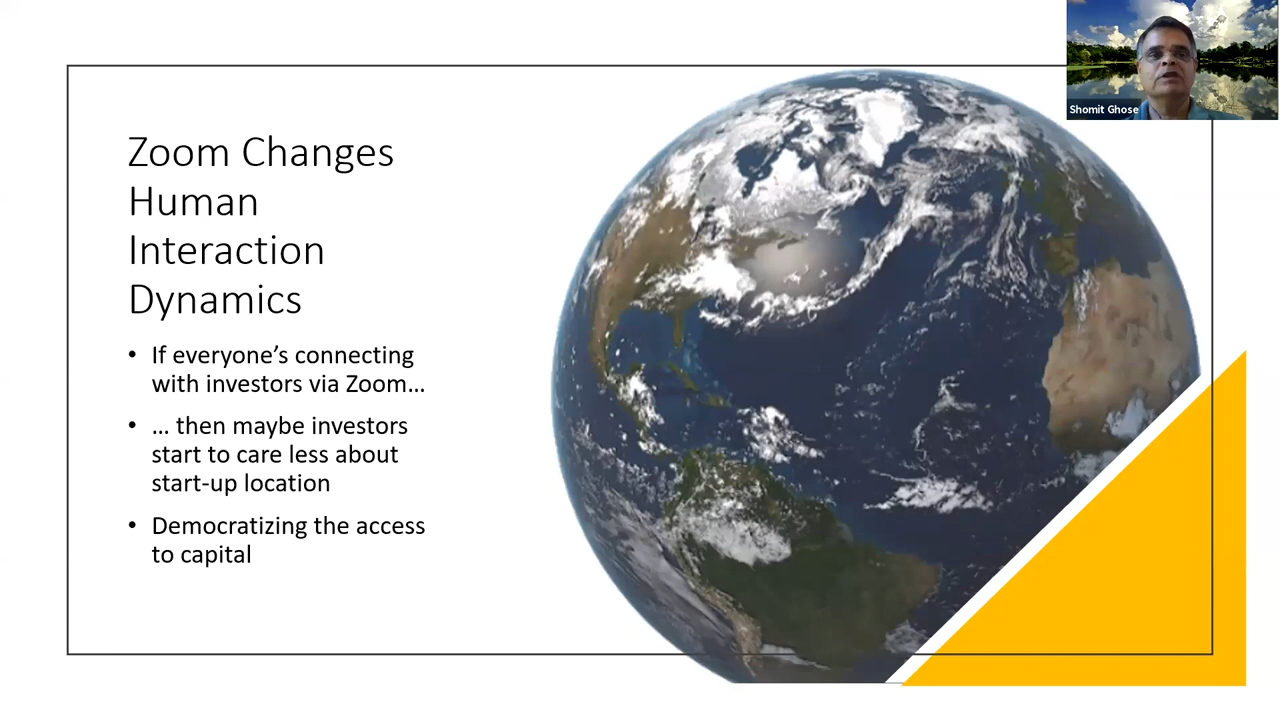 Shomit Ghose
Zoom Changes
Human
Interaction
Dynamics
• If everyone’s connecting
with investors via Zoom…
• … then maybe investors
start to care less about
start-up location
• Democratizing the access
to capital